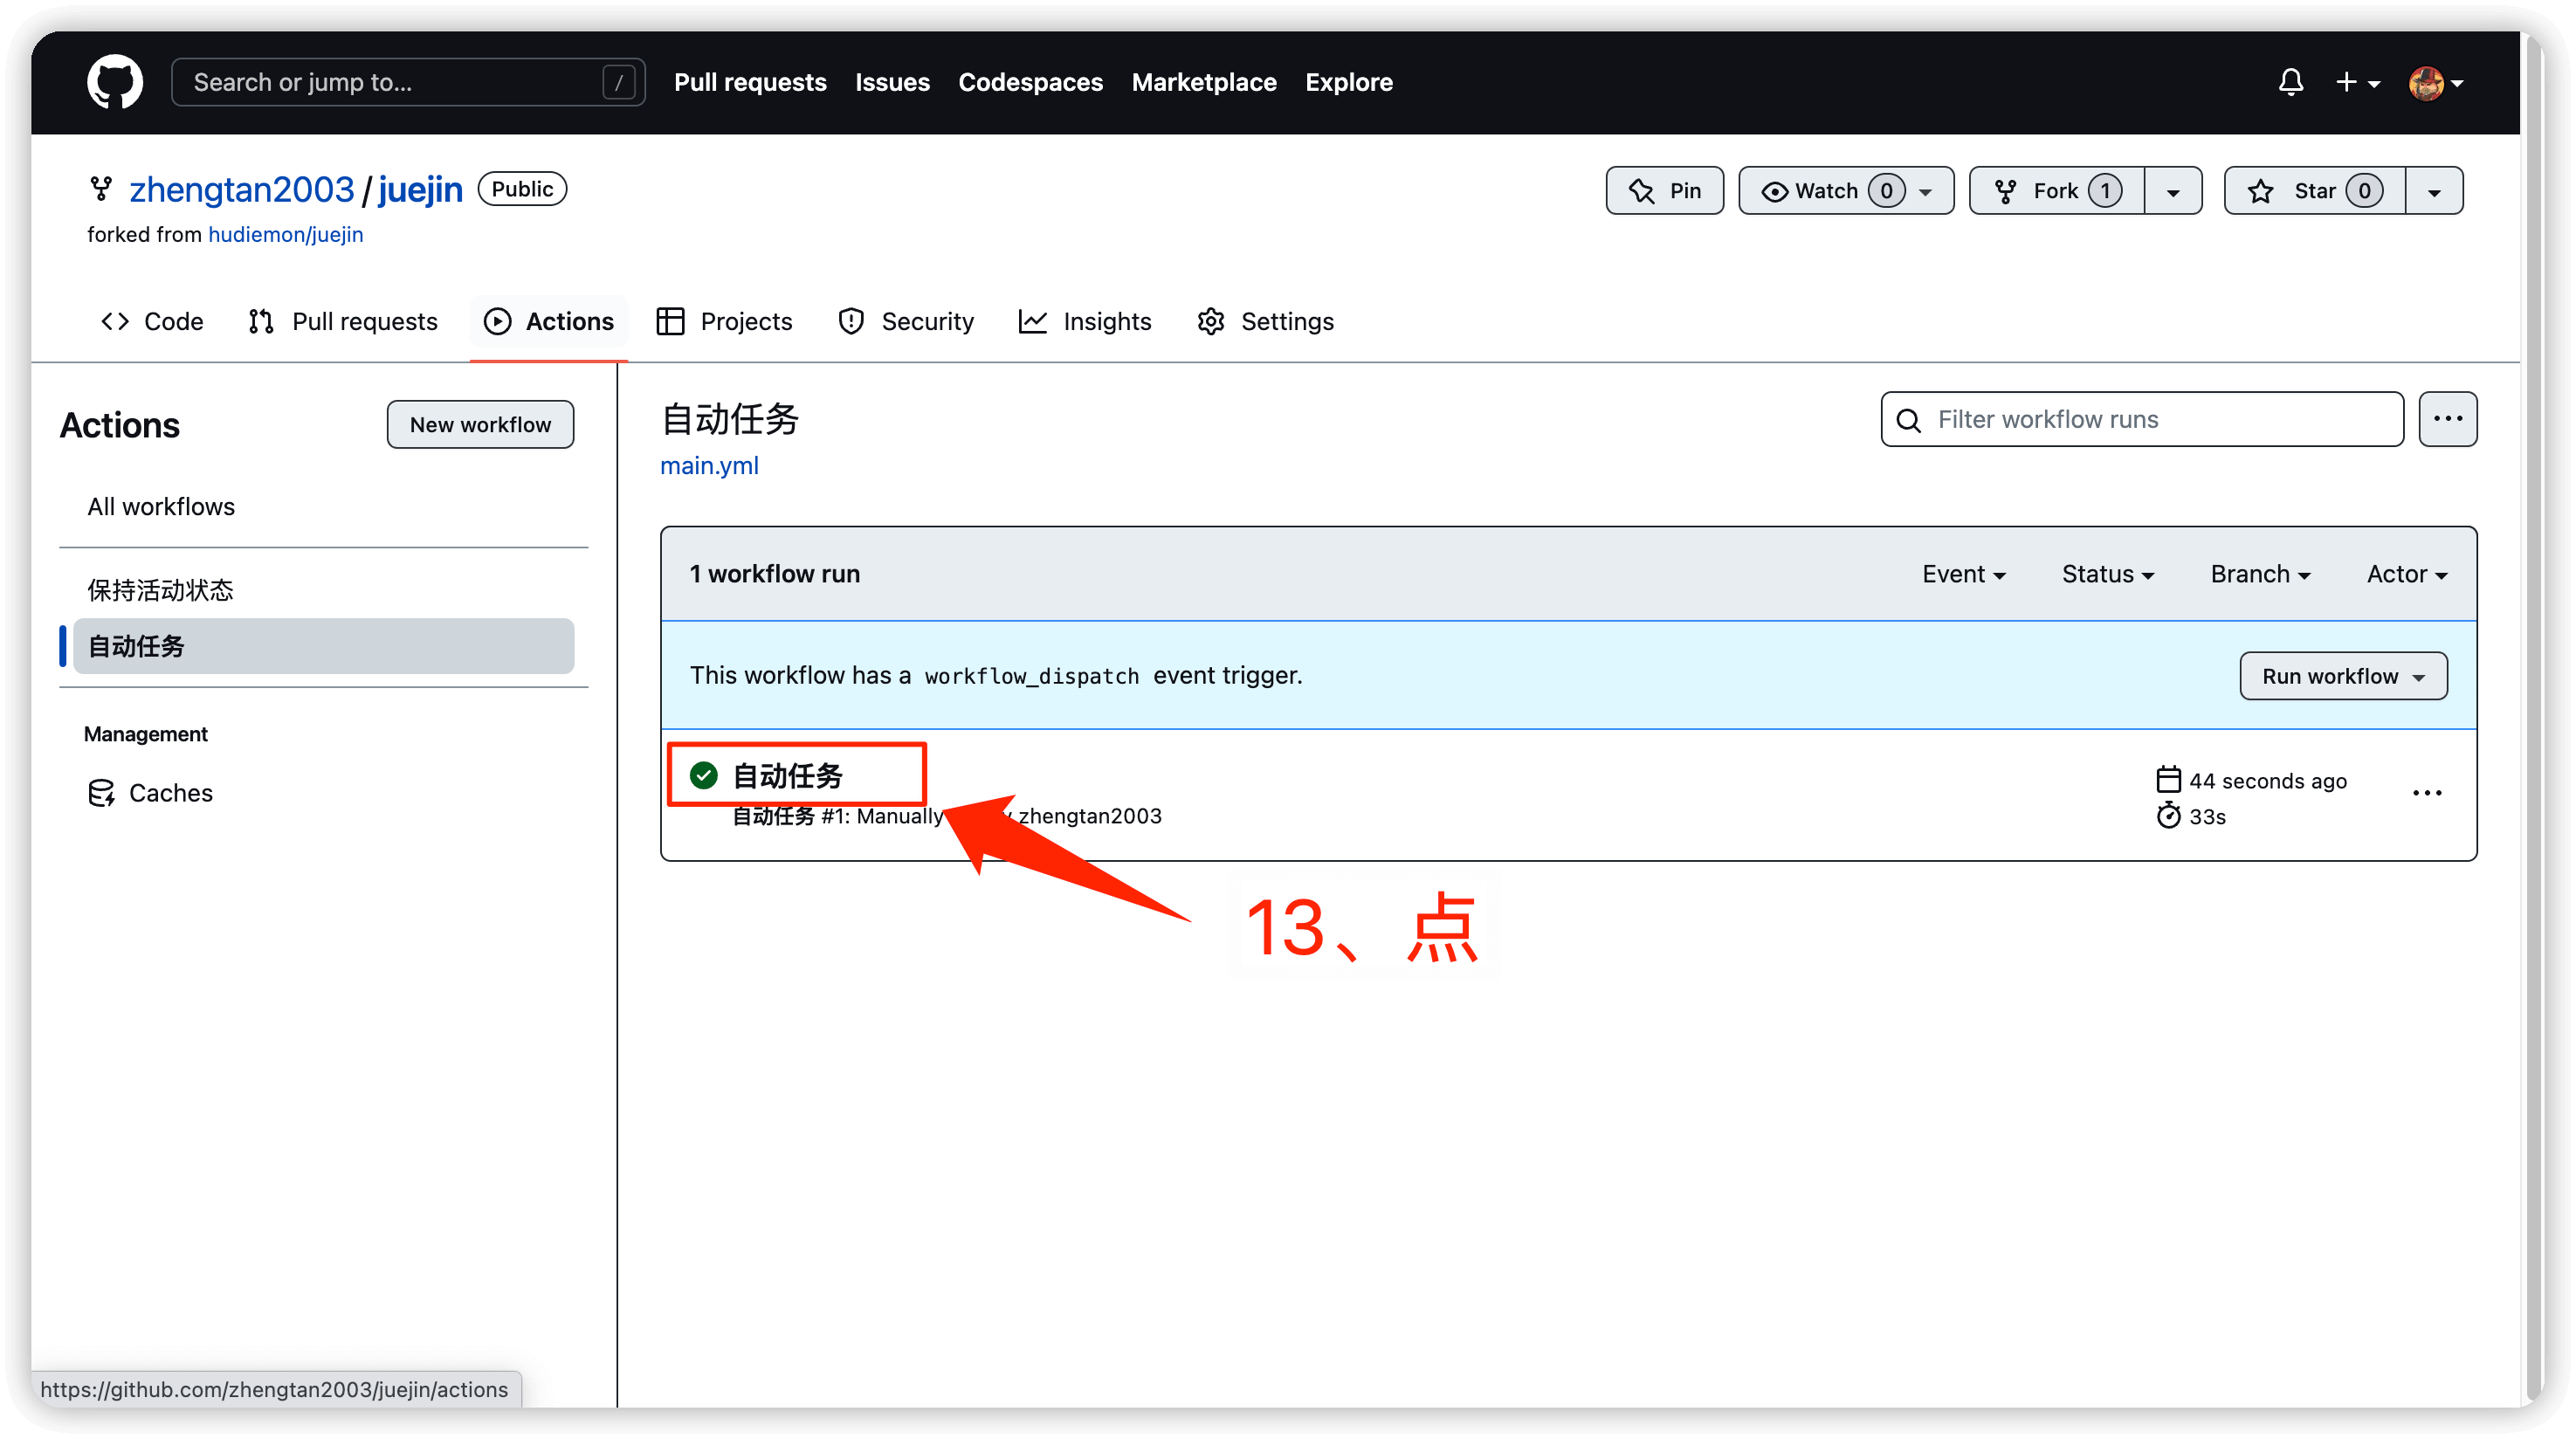 Search or jump to... /
Pull requests Issues Codespaces Marketplace Explore
zhengtan2003 / juejin Public
Pin Watch 0 Fork 1 Star 0
forked from hudiemon/juejin
Code Pull requests Actions Projects Security Insights Settings
Actions New workflow
All workflows
保持活动状态
自动任务
Management
Caches
自动任务
Filter workflow runs
main.yml
1 workflow run
Event Status Branch Actor
This workflow has a workflow_dispatch event trigger.
Run workflow
自动任务
自动任务 #1: Manually zhengtan2003
44 seconds ago
33s
13、点
https://github.com/zhengtan2003/juejin/actions